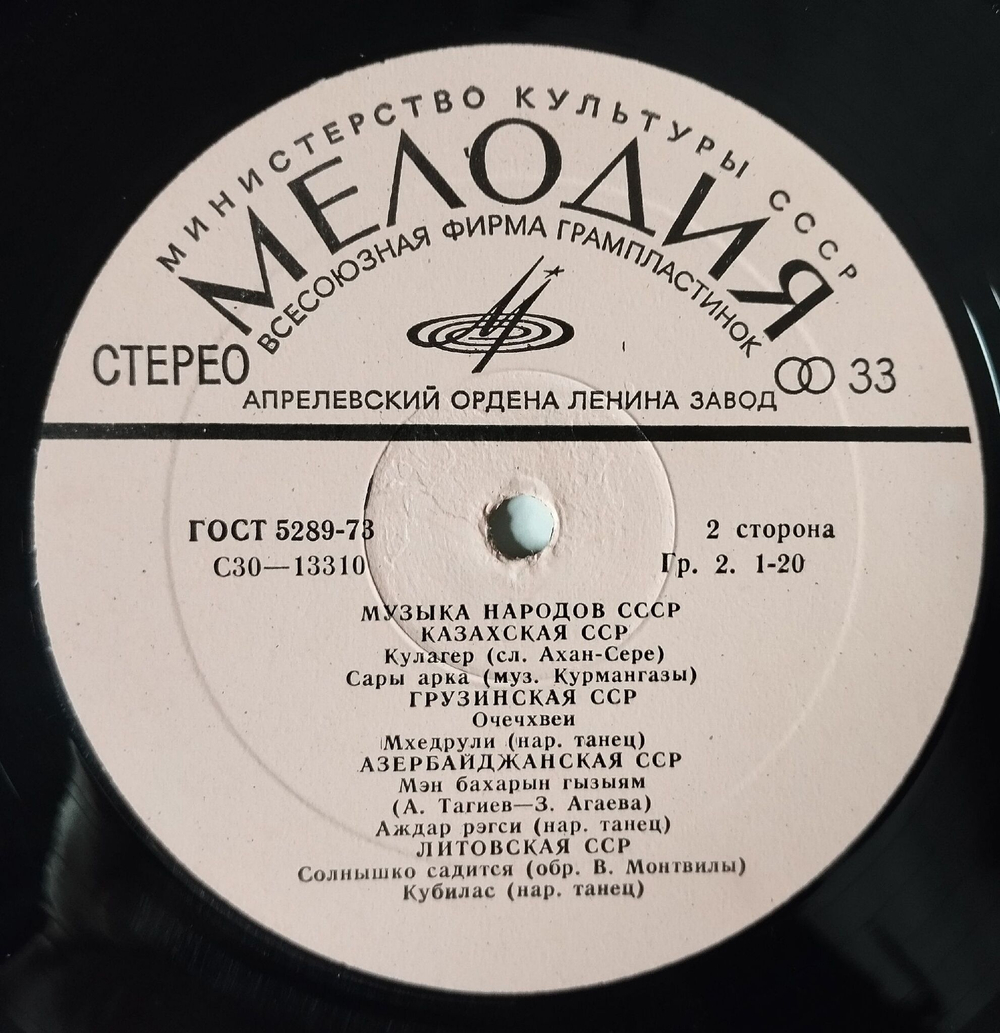 МИНИСТЕРСТВО КУЛЬТУРЫ СССР
МЕЛОДИЯ
ВСЕСОЮЗНАЯ ФИРМА ГРАМПЛАСТИНОК
СТЕРЕО
33
АПРЕЛЕВСКИЙ ОРДЕНА ЛЕНИНА ЗАВОД
ГОСТ 5289-73
2 сторона
С30—13310
Гр. 2. 1-20
МУЗЫКА НАРОДОВ СССР
КАЗАХСКАЯ ССР
Кулагер (сл. Ахан-Сере)
Сары арка (муз. Курмангазы)
ГРУЗИНСКАЯ ССР
Очечхвеи
Мхедрули (нар. танец)
АЗЕРБАЙДЖАНСКАЯ ССР
Мэн бахарын гызыям
(А. Тагиев—З. Агаева)
Аждар рэгси (нар. танец)
ЛИТОВСКАЯ ССР
Солнышко садится (обр. В. Монтвилы)
Кубилас (нар. танец)